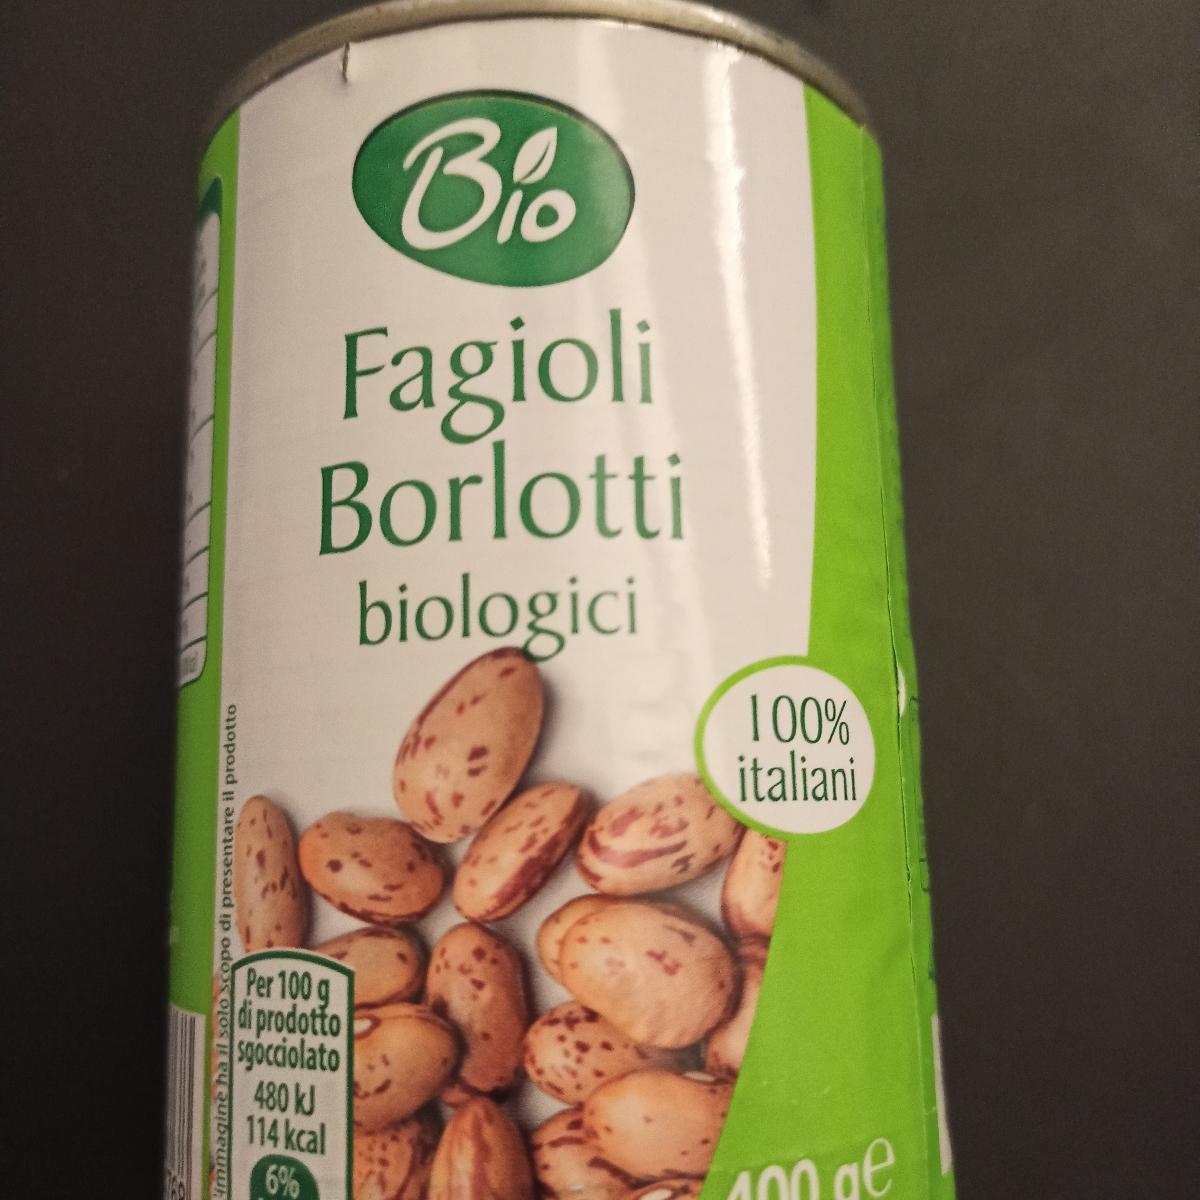 Bio
Fagioli
Borlotti
biologici
100%
italiani
l'immagine ha il solo scopo di presentare il prodotto
Per 100 g
di prodotto
sgocciolato
480 kJ
114 kcal
6%
400 g e